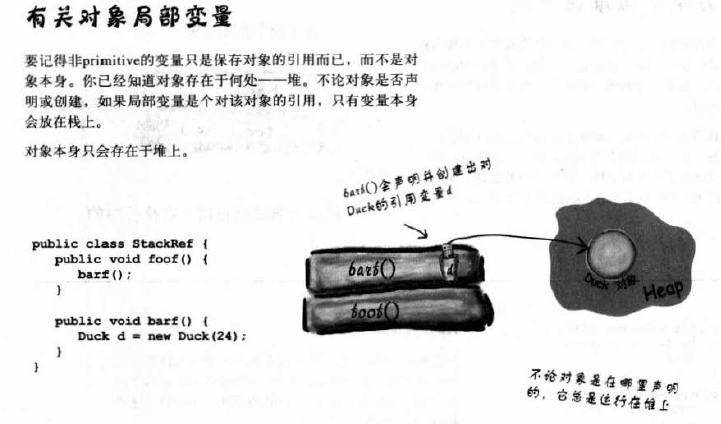 有关对象局部变量
要记得非primitive的变量只是保存对象的引用而已，而不是对
象本身。你已经知道对象存在于何处——堆。不论对象是否声
明或创建，如果局部变量是个对该对象的引用，只有变量本身
会放在栈上。
对象本身只会存在于堆上。
barf()会声明并创建出对
Duck的引用变量d
public class StackRef {
public void foof() {
barf();
}
public void barf() {
Duck d = new Duck(24);
}
}
barf()
d
foof()
Duck 对象
Heap
不论对象是在哪里声明
的，它总是运行在堆上